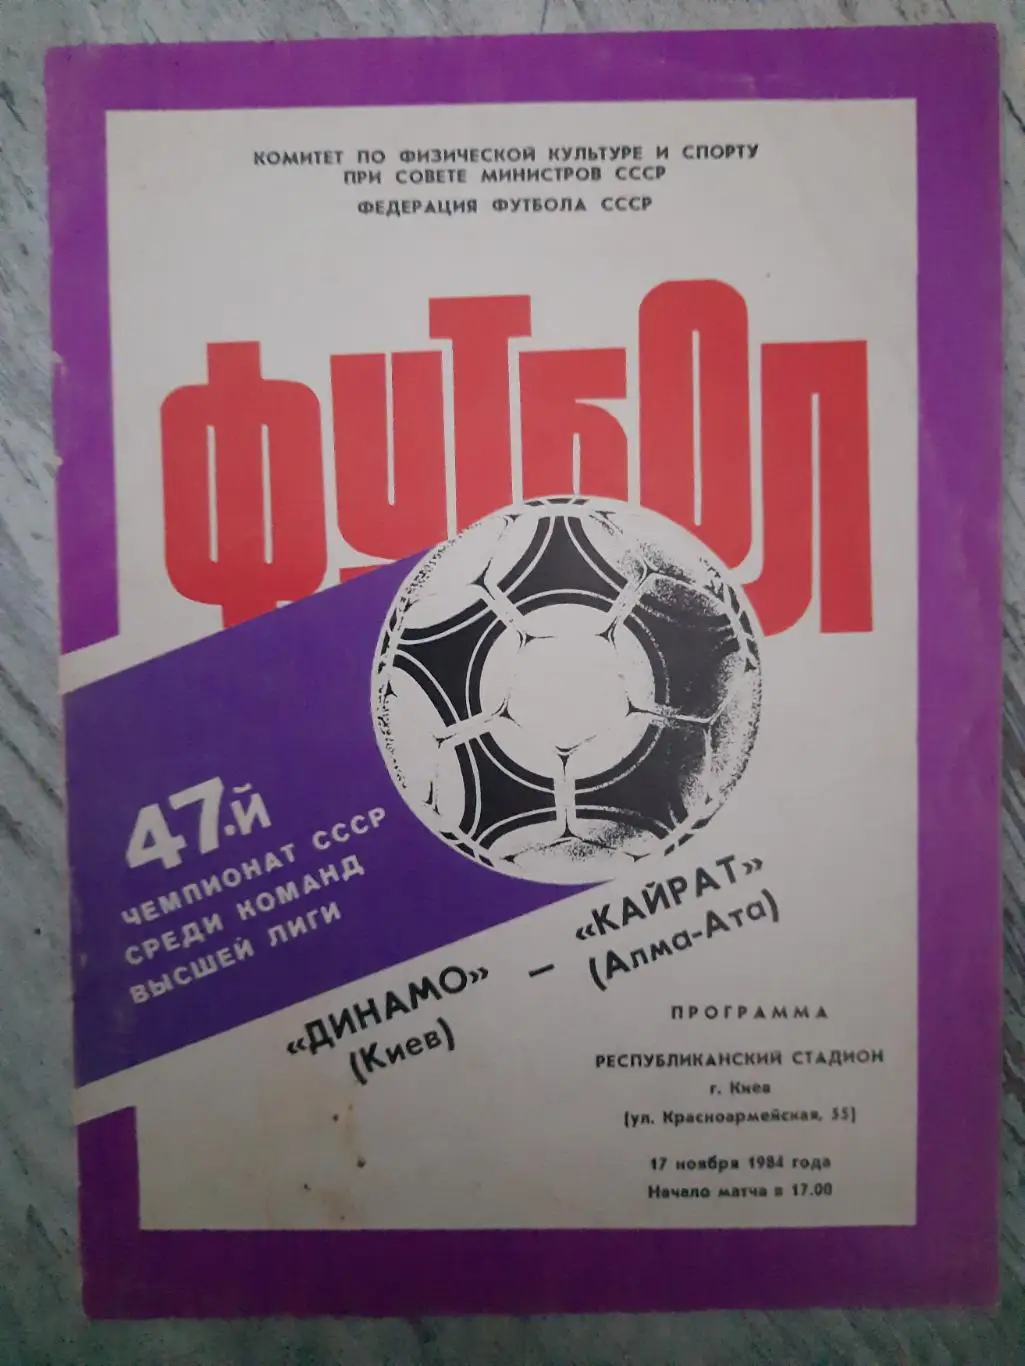 КОМИТЕТ ПО ФИЗИЧЕСКОЙ КУЛЬТУРЕ И СПОРТУ
ПРИ СОВЕТЕ МИНИСТРОВ СССР
ФЕДЕРАЦИЯ ФУТБОЛА СССР
ФУТБОЛ
47-й
ЧЕМПИОНАТ СССР
СРЕДИ КОМАНД
ВЫСШЕЙ ЛИГИ
«ДИНАМО» – «КАЙРАТ»
(Киев) (Алма-Ата)
ПРОГРАММА
РЕСПУБЛИКАНСКИЙ СТАДИОН
г. Киев
(ул. Красноармейская, 55)
17 ноября 1984 года
Начало матча в 17.00